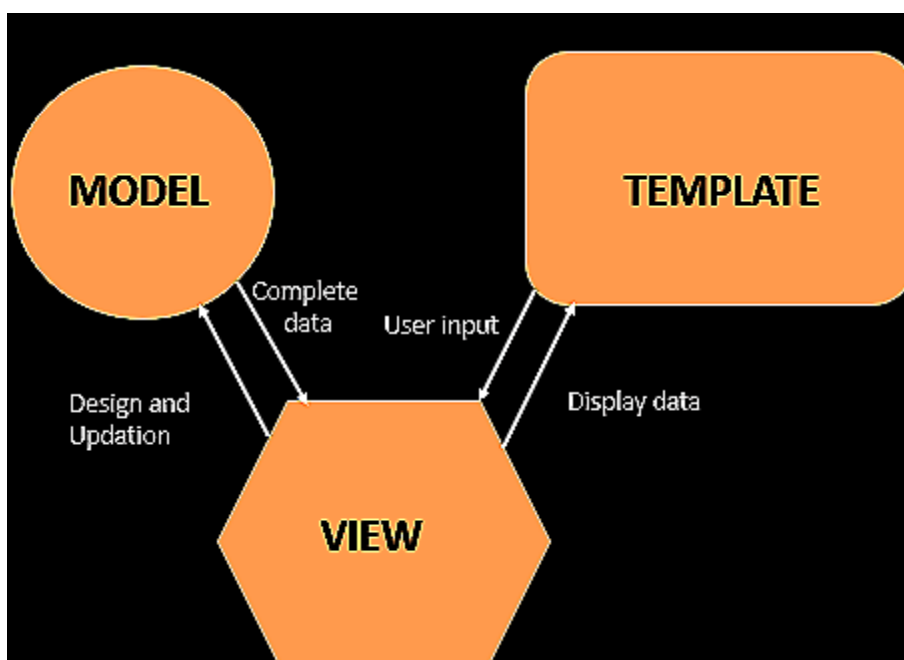 MODEL
TEMPLATE
Complete
data
User input
Design and
Updation
Display data
VIEW